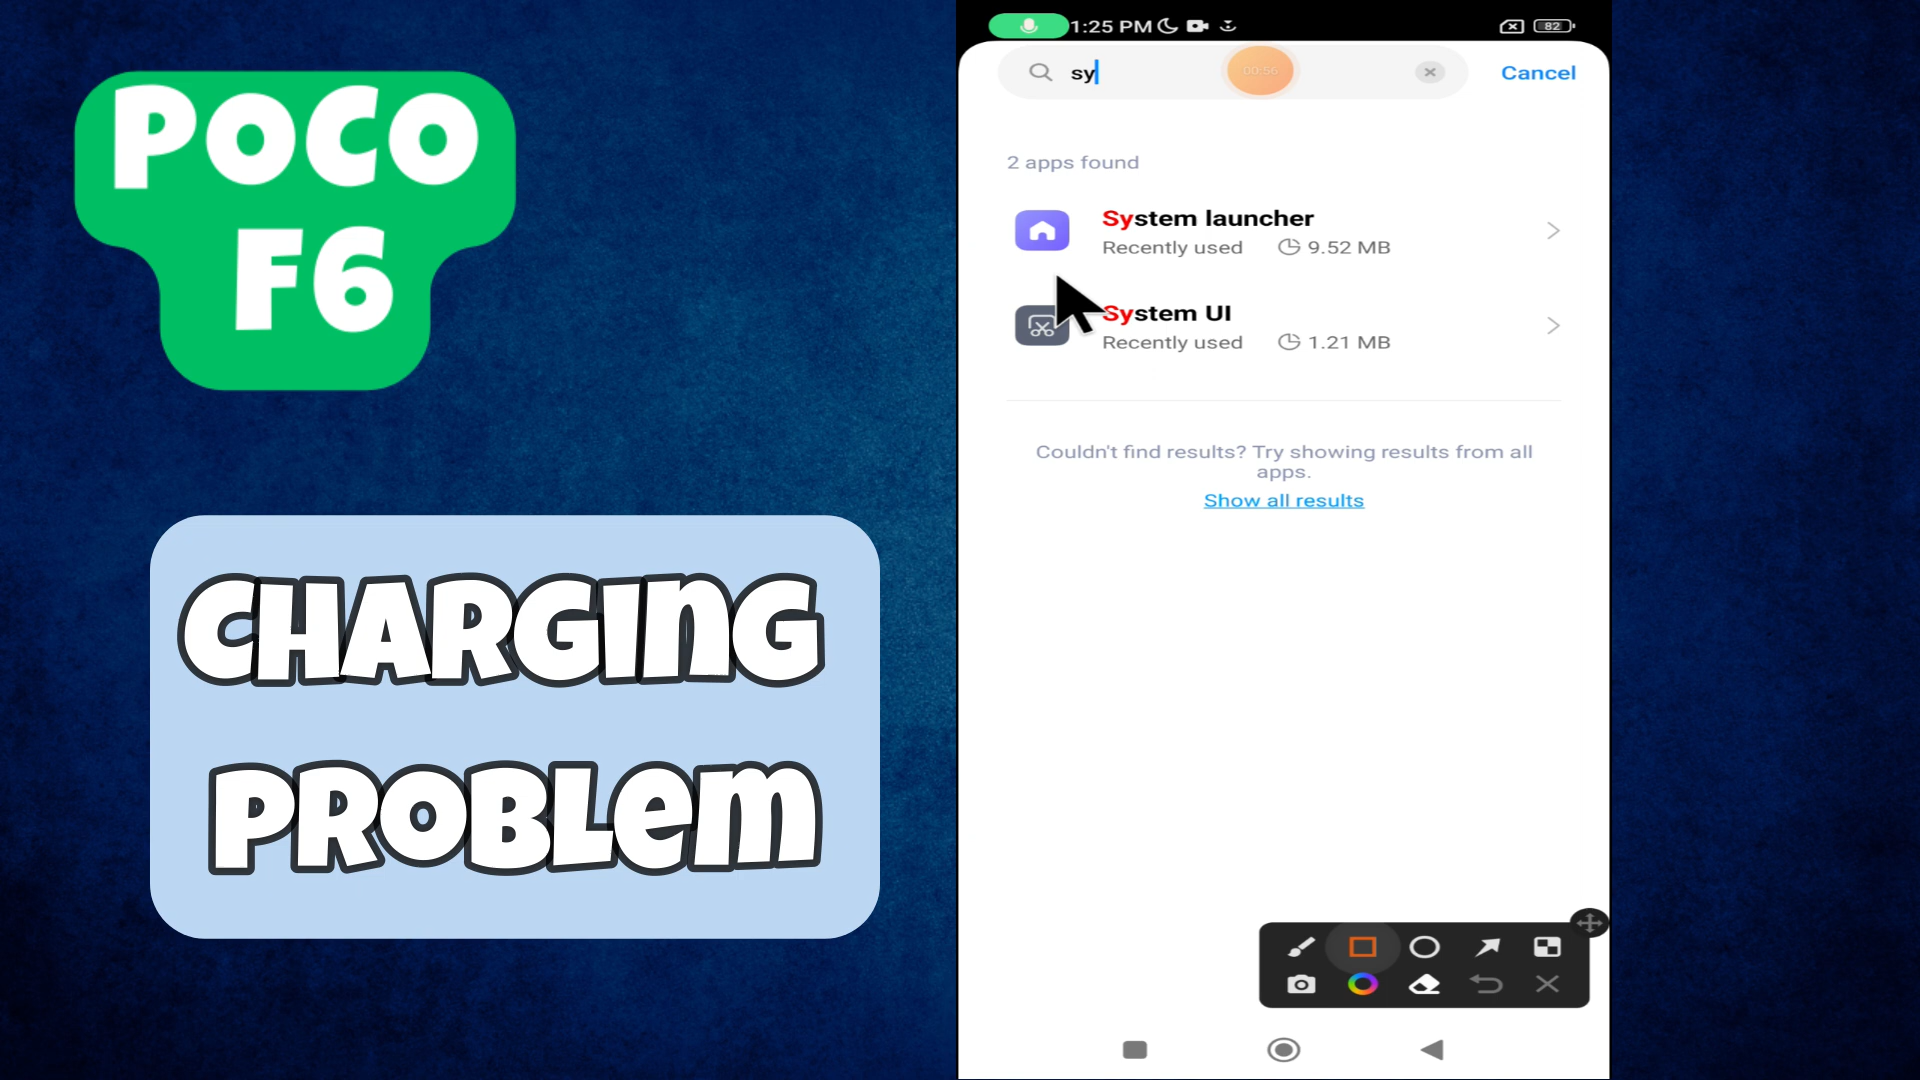 POCO
F6
CHARGING
PROBLEM
1:25 PM
82
sy
00:56
Cancel
2 apps found
System launcher
Recently used 9.52 MB
System UI
Recently used 1.21 MB
Couldn't find results? Try showing results from all
apps.
Show all results